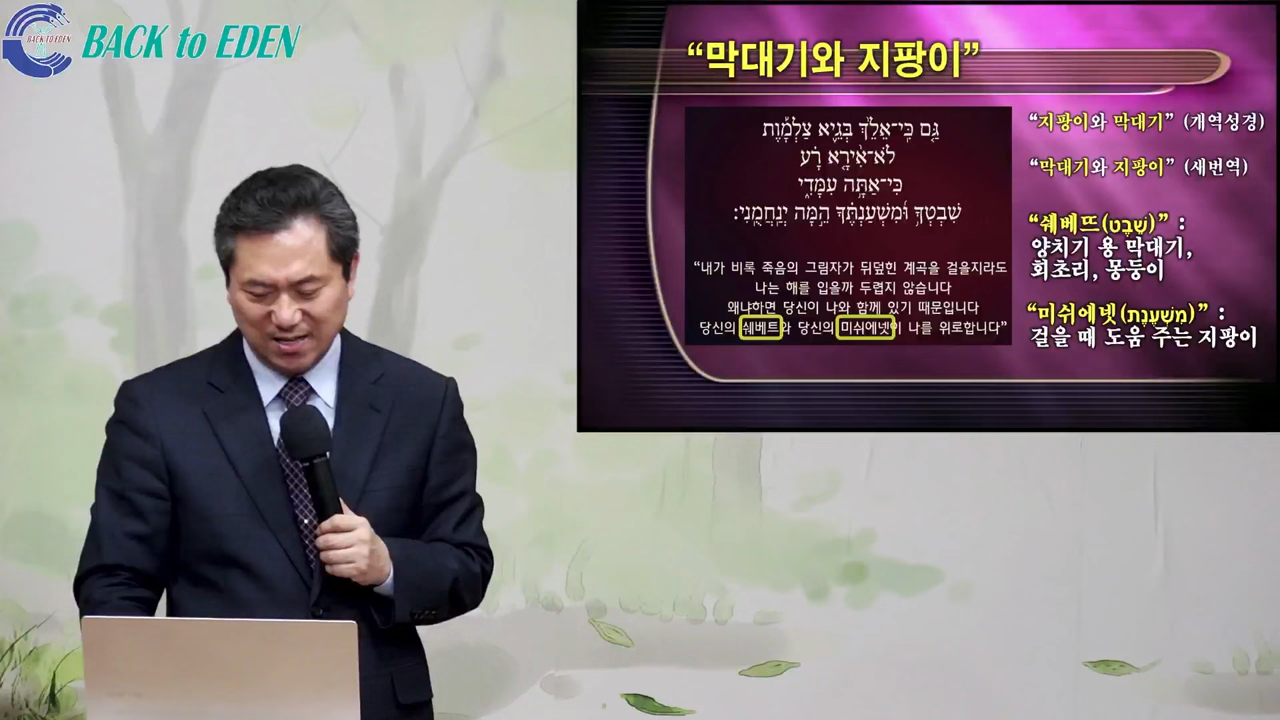 BACK TO EDEN
BACK to EDEN
“막대기와 지팡이”
גַּ֤ם כִּֽי־אֵלֵ֨ךְ בְּגֵ֪יא צַלְמָ֡וֶת
לֹא־אִ֘ירָ֤א רָ֗ע
כִּי־אַתָּ֥ה עִמָּדִ֑י
שִׁבְטְךָ֥ וּ֝מִשְׁעַנְתֶּ֗ךָ הֵ֣מָּה יְנַֽחֲמֻֽנִי׃
“내가 비록 죽음의 그림자가 뒤덮힌 계곡을 걸을지라도
나는 해를 입을까 두렵지 않습니다
왜냐하면 당신이 나와 함께 있기 때문입니다
당신의 쉐베트와 당신의 미쉬에넷이 나를 위로합니다”
“지팡이와 막대기” (개역성경)
“막대기와 지팡이” (새번역)
“쉐베뜨(שֵׁבֶט)” :
양치기 용 막대기,
회초리, 몽둥이
“미쉬에넷(מִשְׁעֶנֶת)” :
걸을 때 도움 주는 지팡이